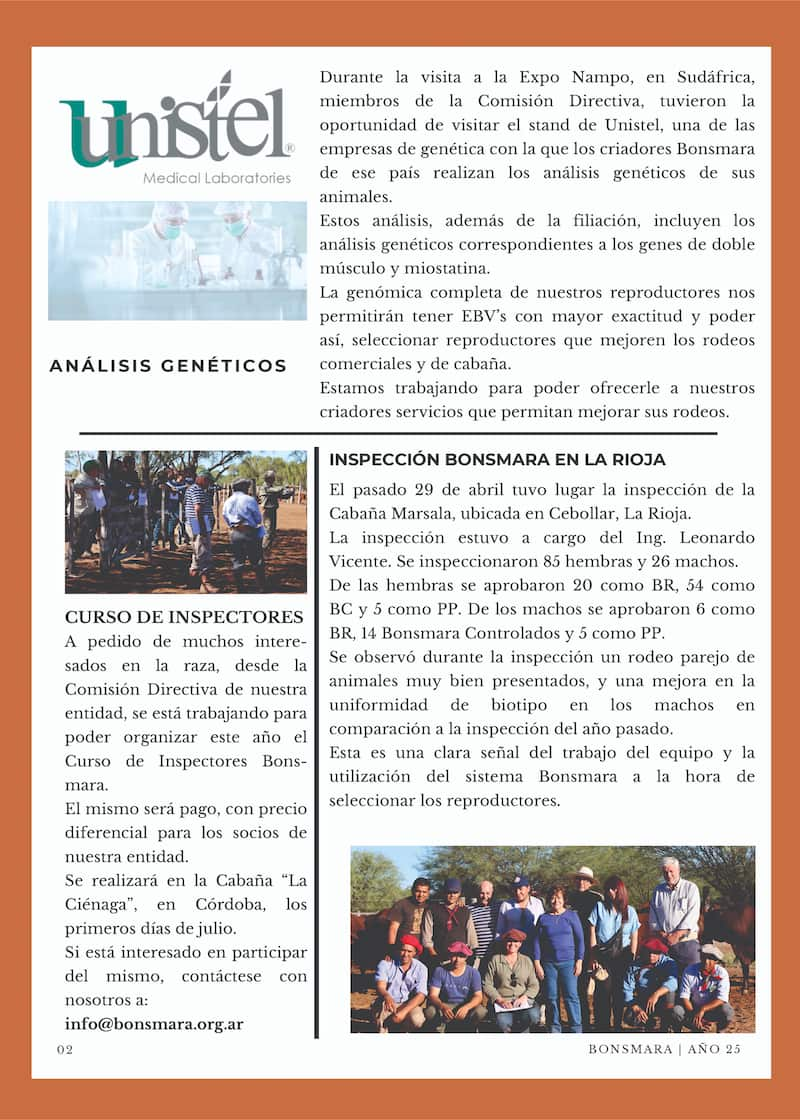 Unistel®
Medical Laboratories
ANÁLISIS GENÉTICOS
Durante la visita a la Expo Nampo, en Sudáfrica,
miembros de la Comisión Directiva, tuvieron la
oportunidad de visitar el stand de Unistel, una de las
empresas de genética con la que los criadores Bonsmara
de ese país realizan los análisis genéticos de sus
animales.
Estos análisis, además de la filiación, incluyen los
análisis genéticos correspondientes a los genes de doble
músculo y miostatina.
La genómica completa de nuestros reproductores nos
permitirán tener EBV's con mayor exactitud y poder
así, seleccionar reproductores que mejoren los rodeos
comerciales y de cabaña.
Estamos trabajando para poder ofrecerle a nuestros
criadores servicios que permitan mejorar sus rodeos.
CURSO DE INSPECTORES
A pedido de muchos intere-
sados en la raza, desde la
Comisión Directiva de nuestra
entidad, se está trabajando para
poder organizar este año el
Curso de Inspectores Bons-
mara.
El mismo será pago, con precio
diferencial para los socios de
nuestra entidad.
Se realizará en la Cabaña “La
Ciénaga”, en Córdoba, los
primeros días de julio.
Si está interesado en participar
del mismo, contáctese con
nosotros a:
info@bonsmara.org.ar
INSPECCIÓN BONSMARA EN LA RIOJA
El pasado 29 de abril tuvo lugar la inspección de la
Cabaña Marsala, ubicada en Cebollar, La Rioja.
La inspección estuvo a cargo del Ing. Leonardo
Vicente. Se inspeccionaron 85 hembras y 26 machos.
De las hembras se aprobaron 20 como BR, 54 como
BC y 5 como PP. De los machos se aprobaron 6 como
BR, 14 Bonsmara Controlados y 5 como PP.
Se observó durante la inspección un rodeo parejo de
animales muy bien presentados, y una mejora en la
uniformidad de biotipo en los machos en
comparación a la inspección del año pasado.
Esta es una clara señal del trabajo del equipo y la
utilización del sistema Bonsmara a la hora de
seleccionar los reproductores.
02
BONSMARA | AÑO 25